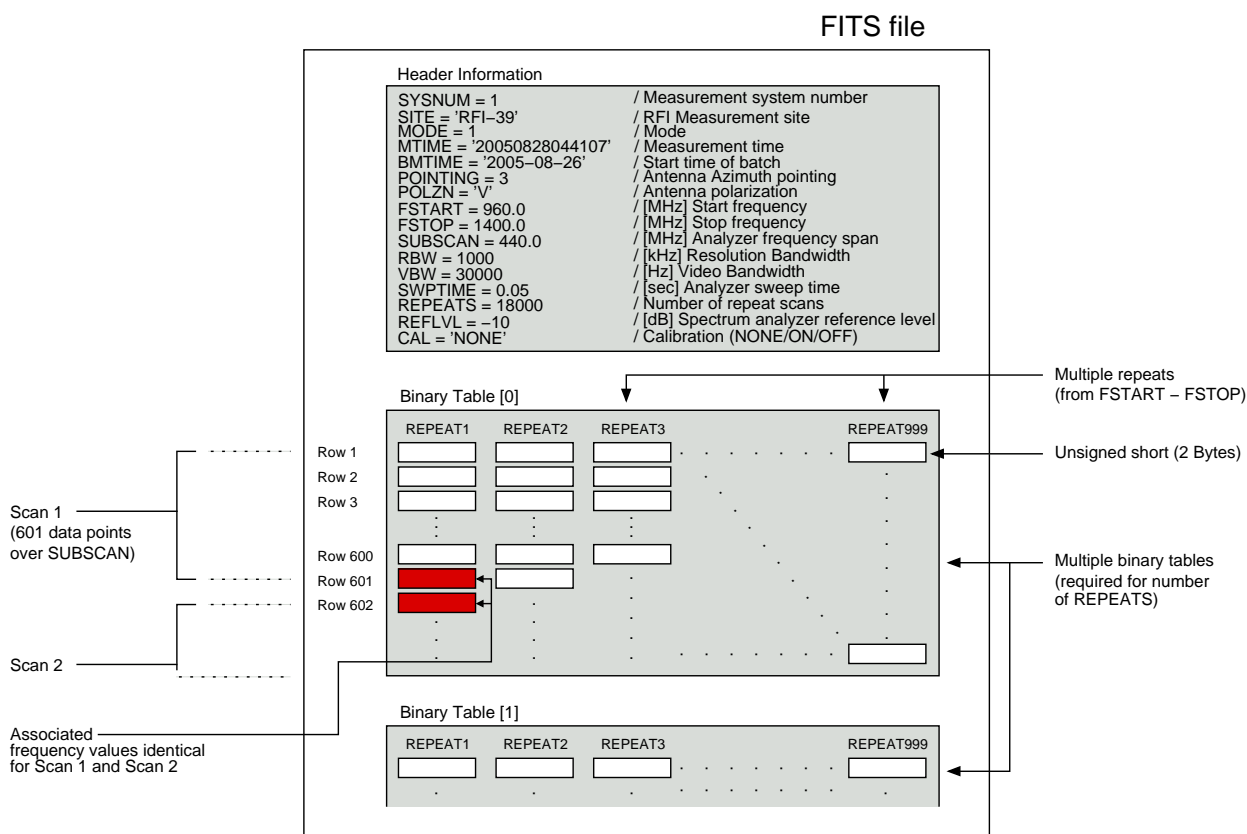 FITS file
Header Information
SYSNUM = 1 / Measurement system number
SITE = 'RFI−39' / RFI Measurement site
MODE = 1 / Mode
MTIME = '20050828044107' / Measurement time
BMTIME = '2005−08−26' / Start time of batch
POINTING = 3 / Antenna Azimuth pointing
POLZN = 'V' / Antenna polarization
FSTART = 960.0 / [MHz] Start frequency
FSTOP = 1400.0 / [MHz] Stop frequency
SUBSCAN = 440.0 / [MHz] Analyzer frequency span
RBW = 1000 / [kHz] Resolution Bandwidth
VBW = 30000 / [Hz] Video Bandwidth
SWPTIME = 0.05 / [sec] Analyzer sweep time
REPEATS = 18000 / Number of repeat scans
REFLVL = −10 / [dB] Spectrum analyzer reference level
CAL = 'NONE' / Calibration (NONE/ON/OFF)
Multiple repeats
(from FSTART − FSTOP)
Binary Table [0]
REPEAT1 REPEAT2 REPEAT3 REPEAT999
Row 1
Unsigned short (2 Bytes)
Row 2
Row 3
Scan 1
(601 data points
over SUBSCAN)
Row 600
Row 601
Row 602
Multiple binary tables
(required for number
of REPEATS)
Scan 2
Associated
frequency values identical
for Scan 1 and Scan 2
Binary Table [1]
REPEAT1 REPEAT2 REPEAT3 REPEAT999